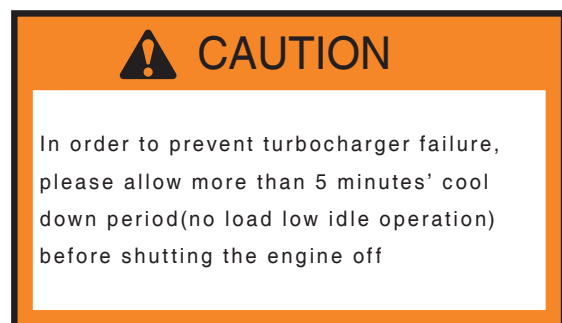 CAUTION
In order to prevent turbocharger failure,
please allow more than 5 minutes’ cool
down period(no load low idle operation)
before shutting the engine off